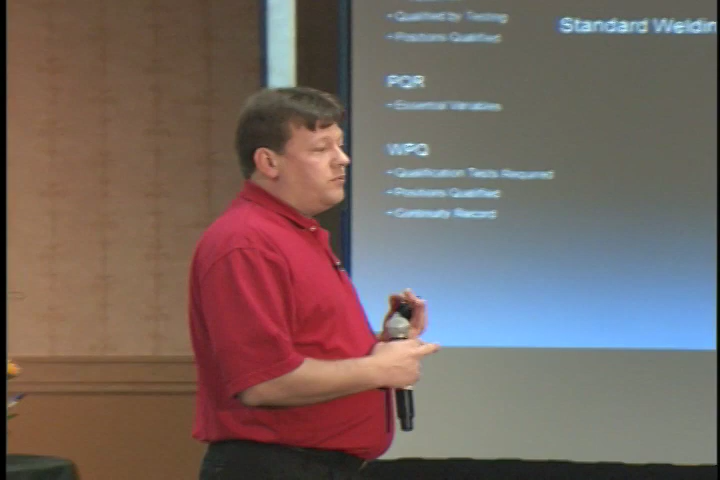 • Qualified by Testing
• Positions Qualified
Standard Weldin
PQR
• Essential Variables
WPQ
• Qualification Tests Required
• Positions Qualified
• Continuity Record